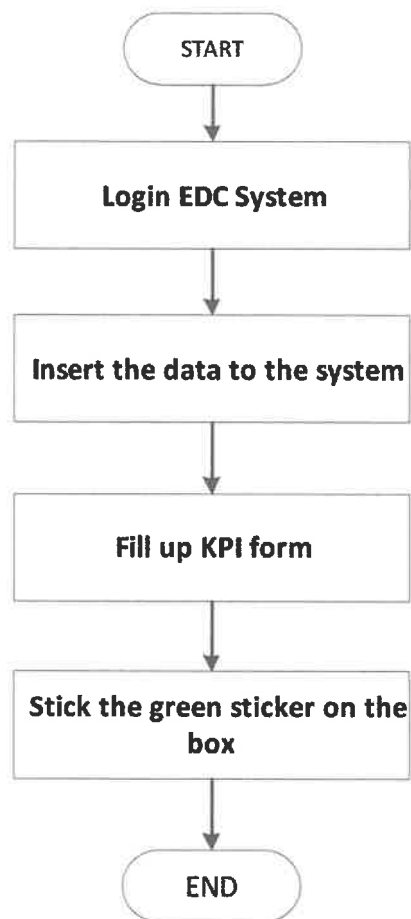 START
Login EDC System
Insert the data to the system
Fill up KPI form
Stick the green sticker on the
box
END